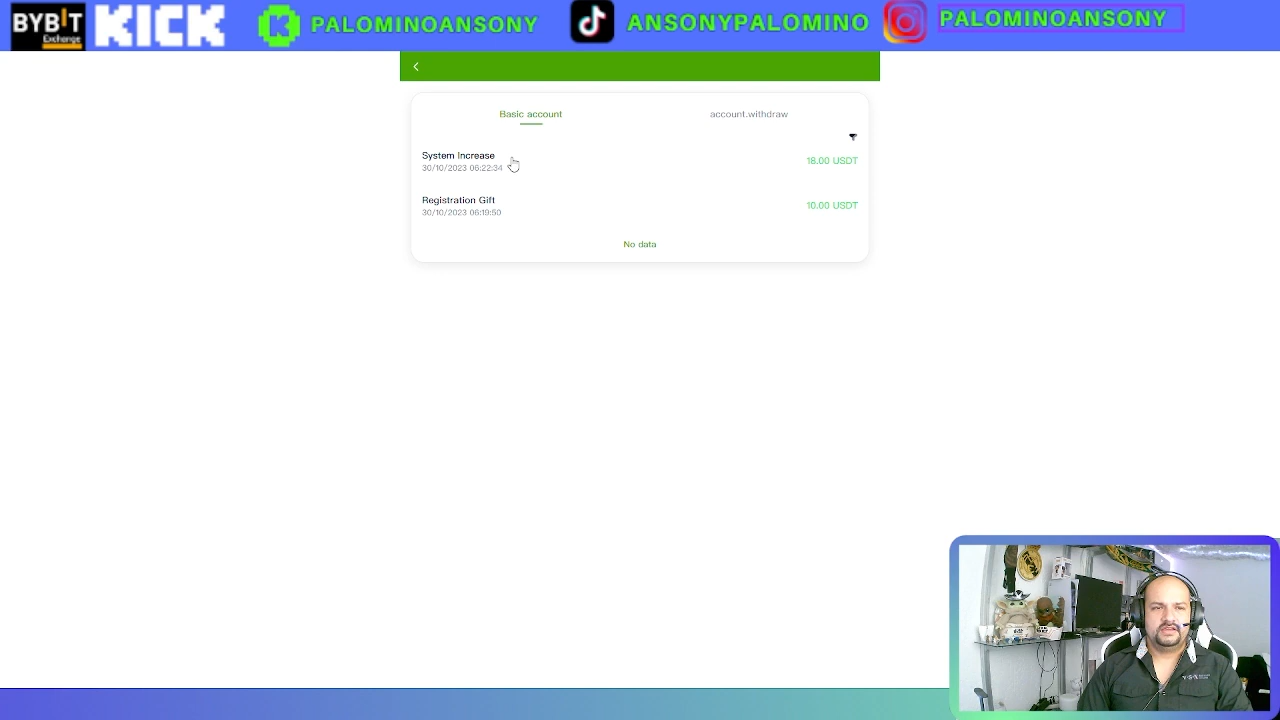 BYBIT
Exchange
KICK
PALOMINOANSONY
ANSONYPALOMINO
PALOMINOANSONY
Basic account
account.withdraw
System Increase
18.00 USDT
30/10/2023 06:22:34
Registration Gift
10.00 USDT
30/10/2023 06:19:50
No data